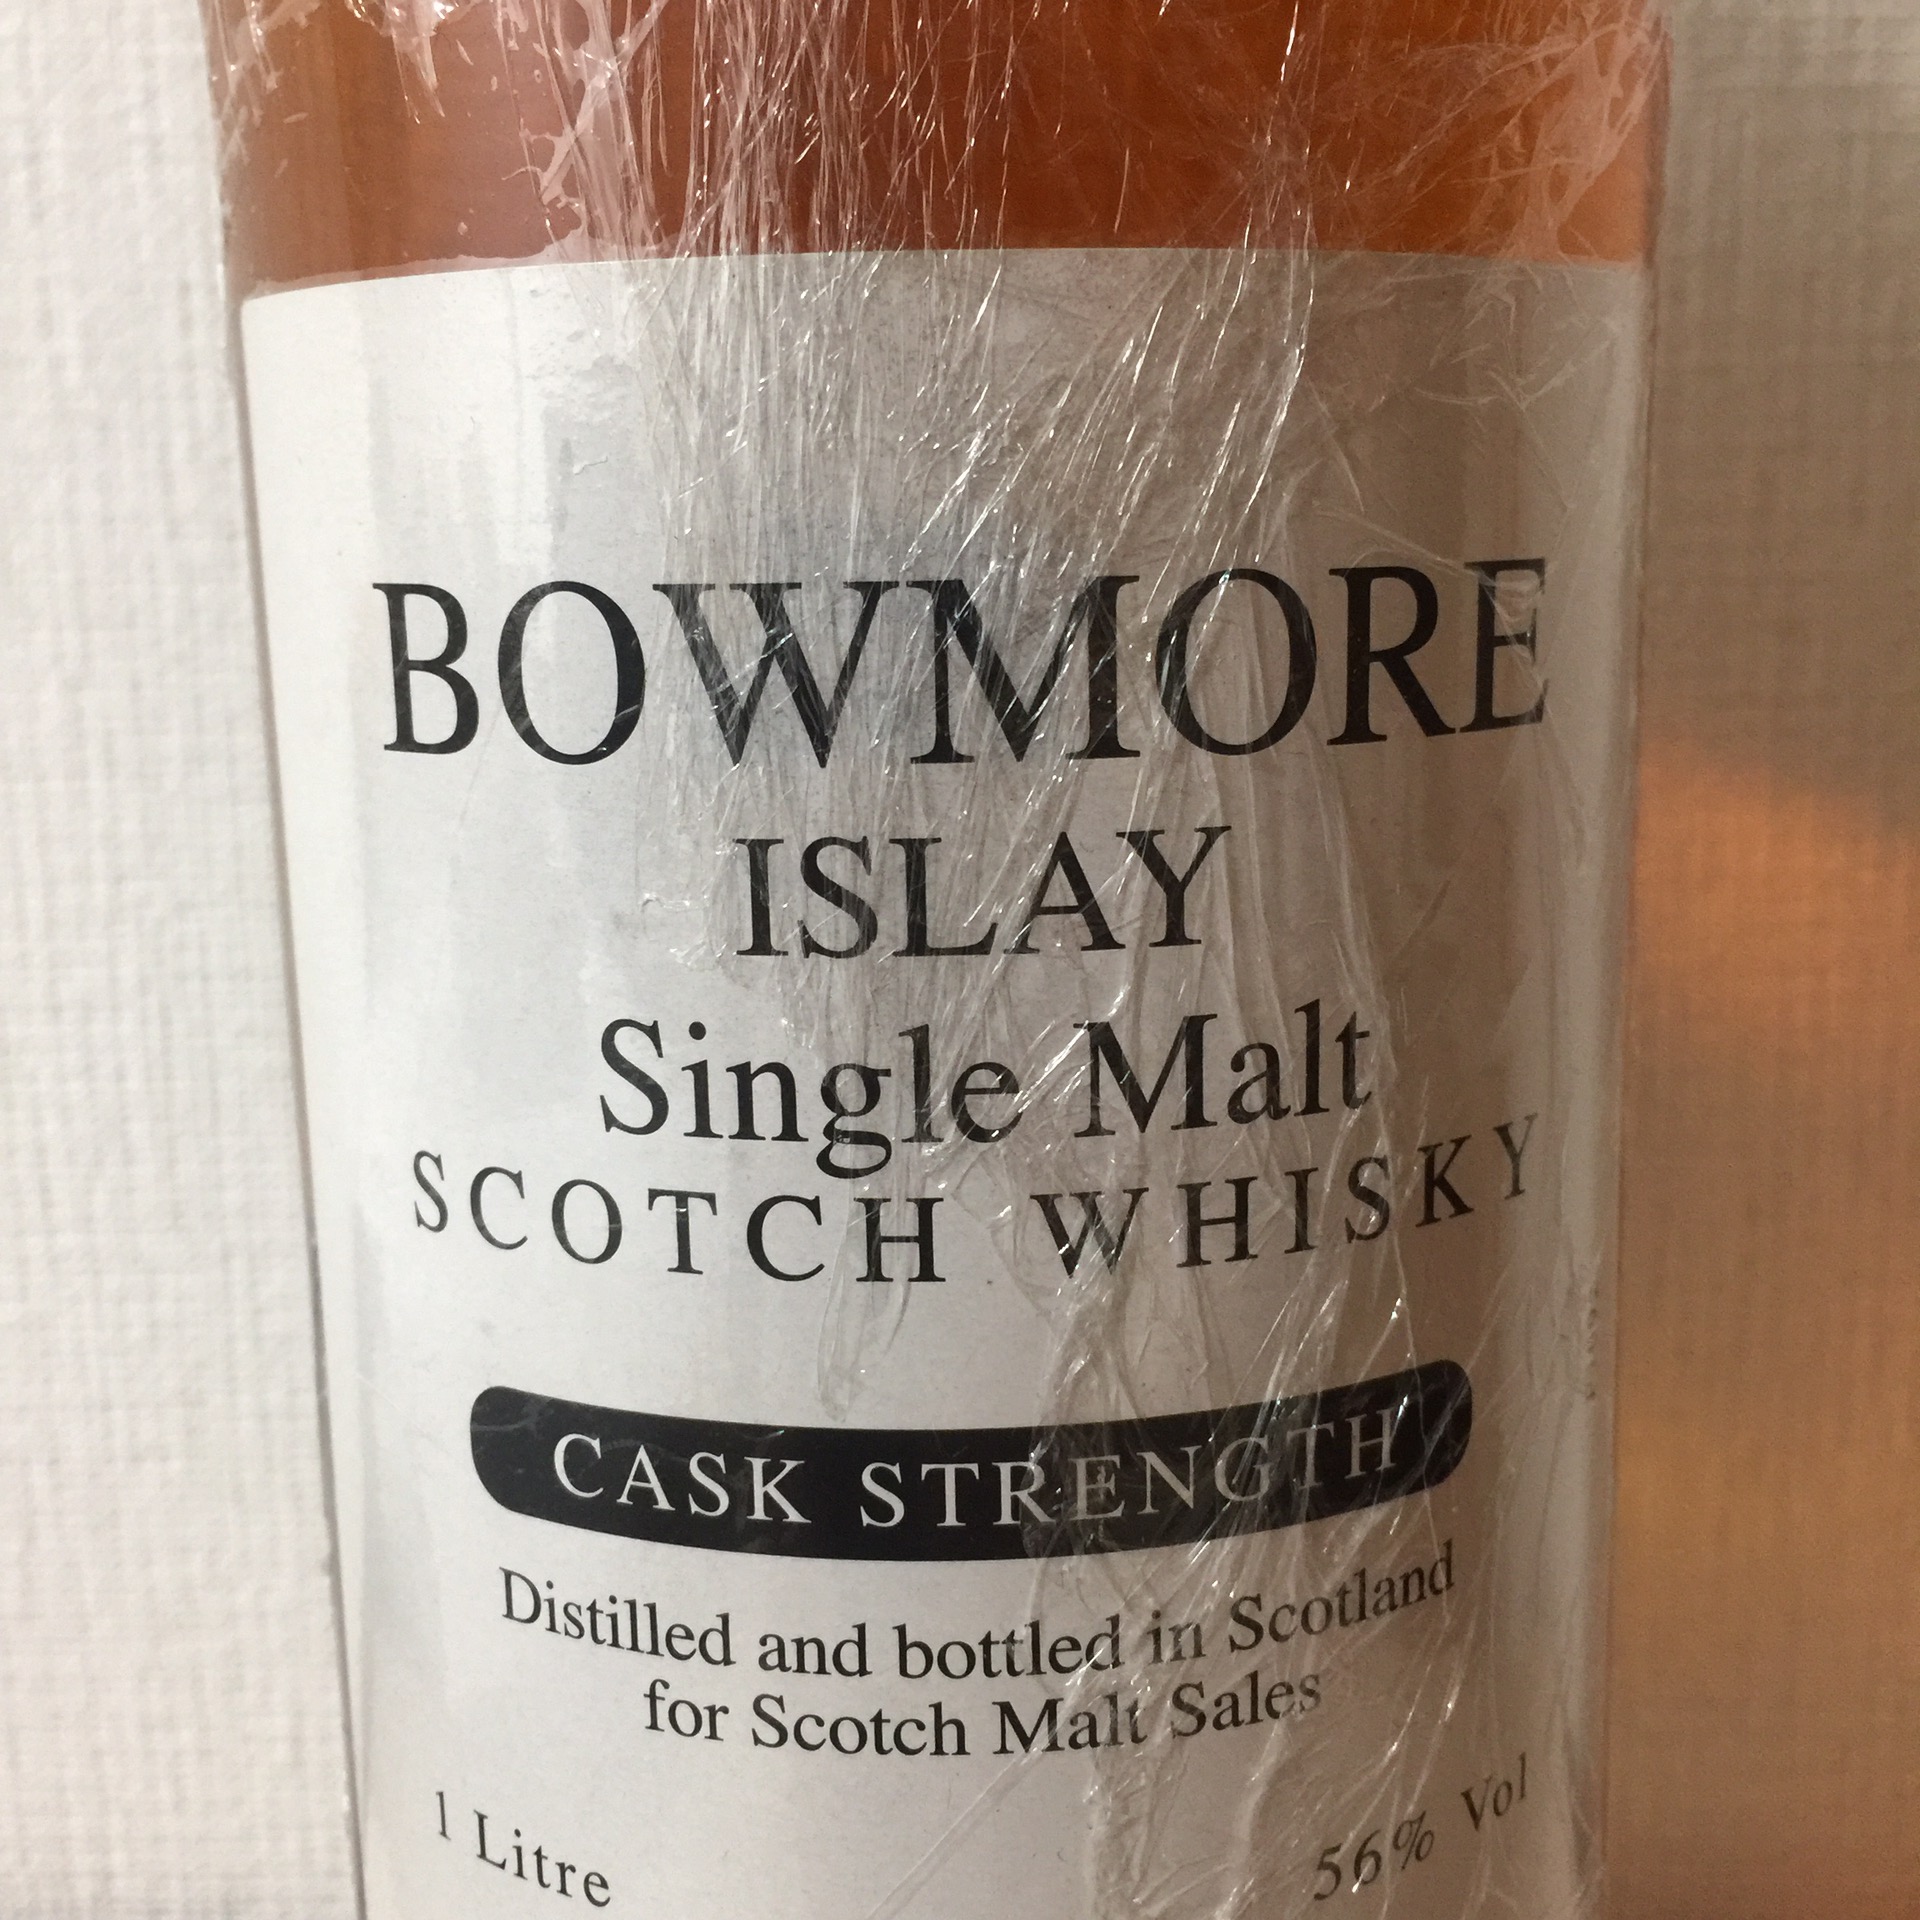 BOWMORE
ISLAY
Single Malt
SCOTCH WHISKY
CASK STRENGTH
Distilled and bottled in Scotland
for Scotch Malt Sales
1 Litre
56% Vol